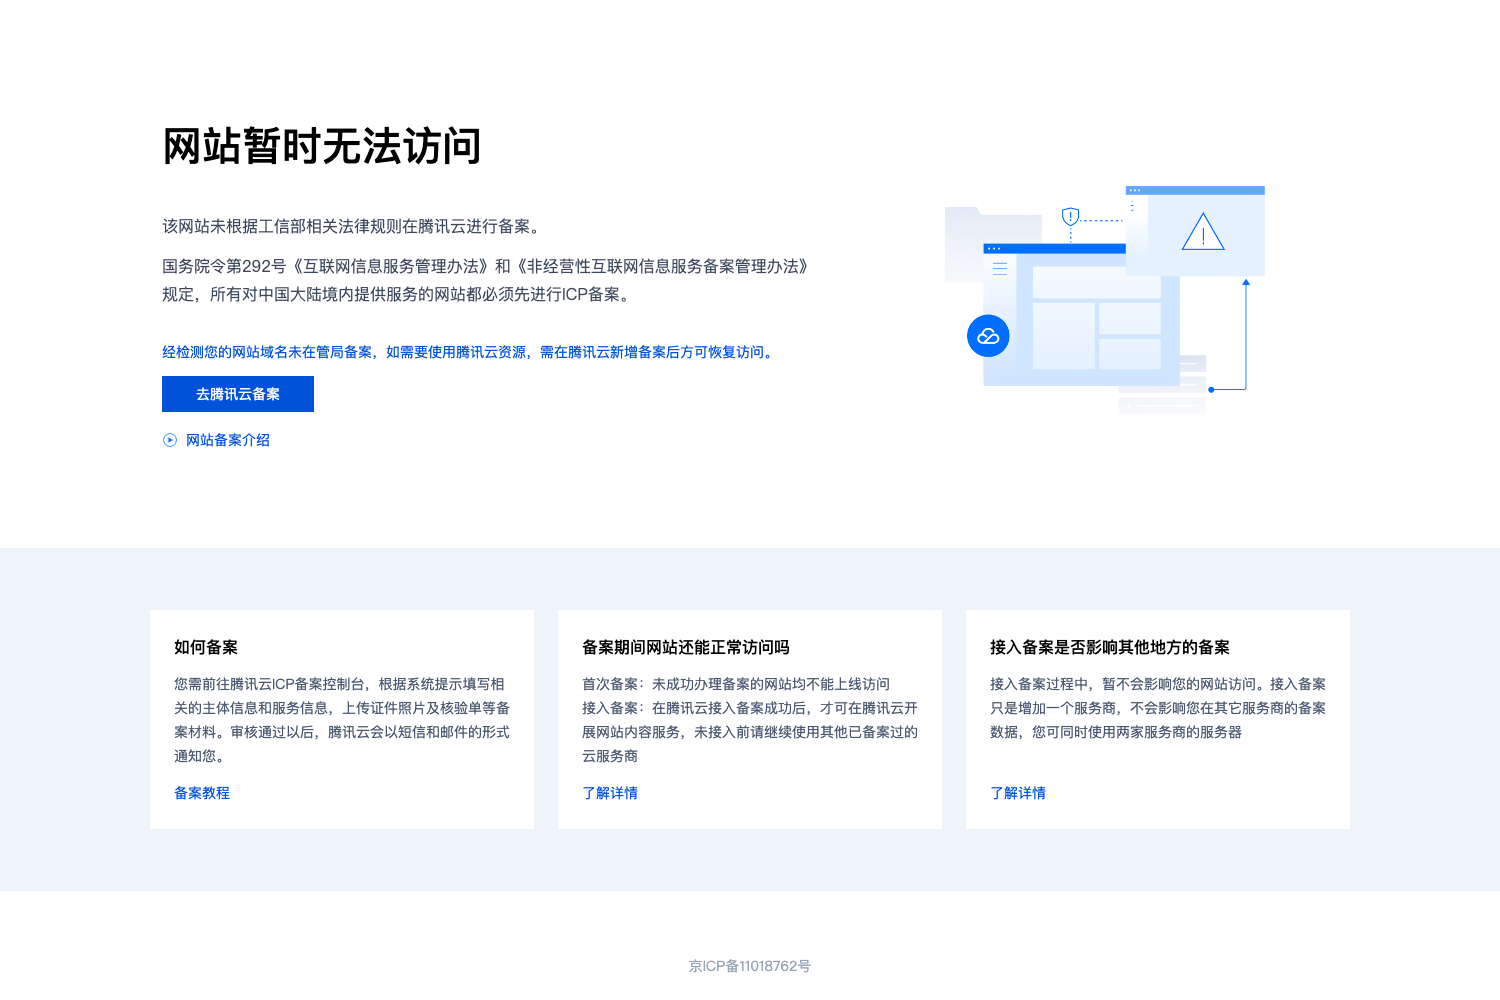 网站暂时无法访问
该网站未根据工信部相关法律规则在腾讯云进行备案。
国务院令第292号《互联网信息服务管理办法》和《非经营性互联网信息服务备案管理办法》
规定，所有对中国大陆境内提供服务的网站都必须先进行ICP备案。
经检测您的网站域名未在管局备案，如需要使用腾讯云资源，需在腾讯云新增备案后方可恢复访问。
去腾讯云备案
网站备案介绍
如何备案
您需前往腾讯云ICP备案控制台，根据系统提示填写相
关的主体信息和服务信息，上传证件照片及核验单等备
案材料。审核通过以后，腾讯云会以短信和邮件的形式
通知您。
备案教程
备案期间网站还能正常访问吗
首次备案：未成功办理备案的网站均不能上线访问
接入备案：在腾讯云接入备案成功后，才可在腾讯云开
展网站内容服务，未接入前请继续使用其他已备案过的
云服务商
了解详情
接入备案是否影响其他地方的备案
接入备案过程中，暂不会影响您的网站访问。接入备案
只是增加一个服务商，不会影响您在其它服务商的备案
数据，您可同时使用两家服务商的服务器
了解详情
京ICP备11018762号